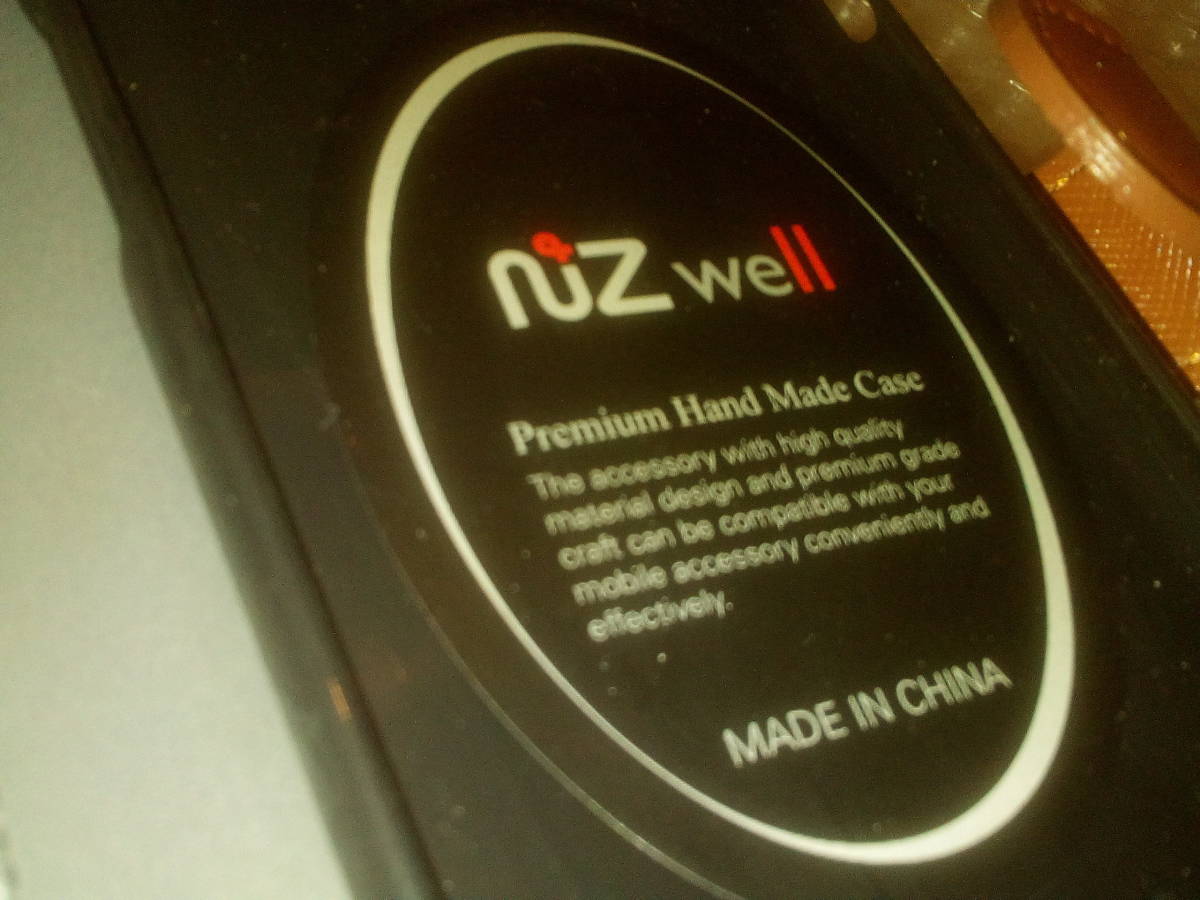 NIZ well
Premium Hand Made Case
The accessory with high quality
material design and premium grade
craft can be compatible with your
mobile accessory conveniently and
effectively.
MADE IN CHINA